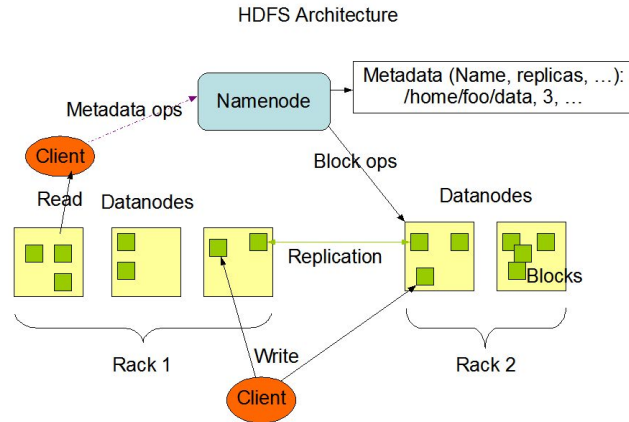 HDFS Architecture
Metadata (Name, replicas, …):
/home/foo/data, 3, …
Namenode
Metadata ops
Client
Block ops
Read
Datanodes
Datanodes
Replication
Blocks
Rack 1
Write
Rack 2
Client